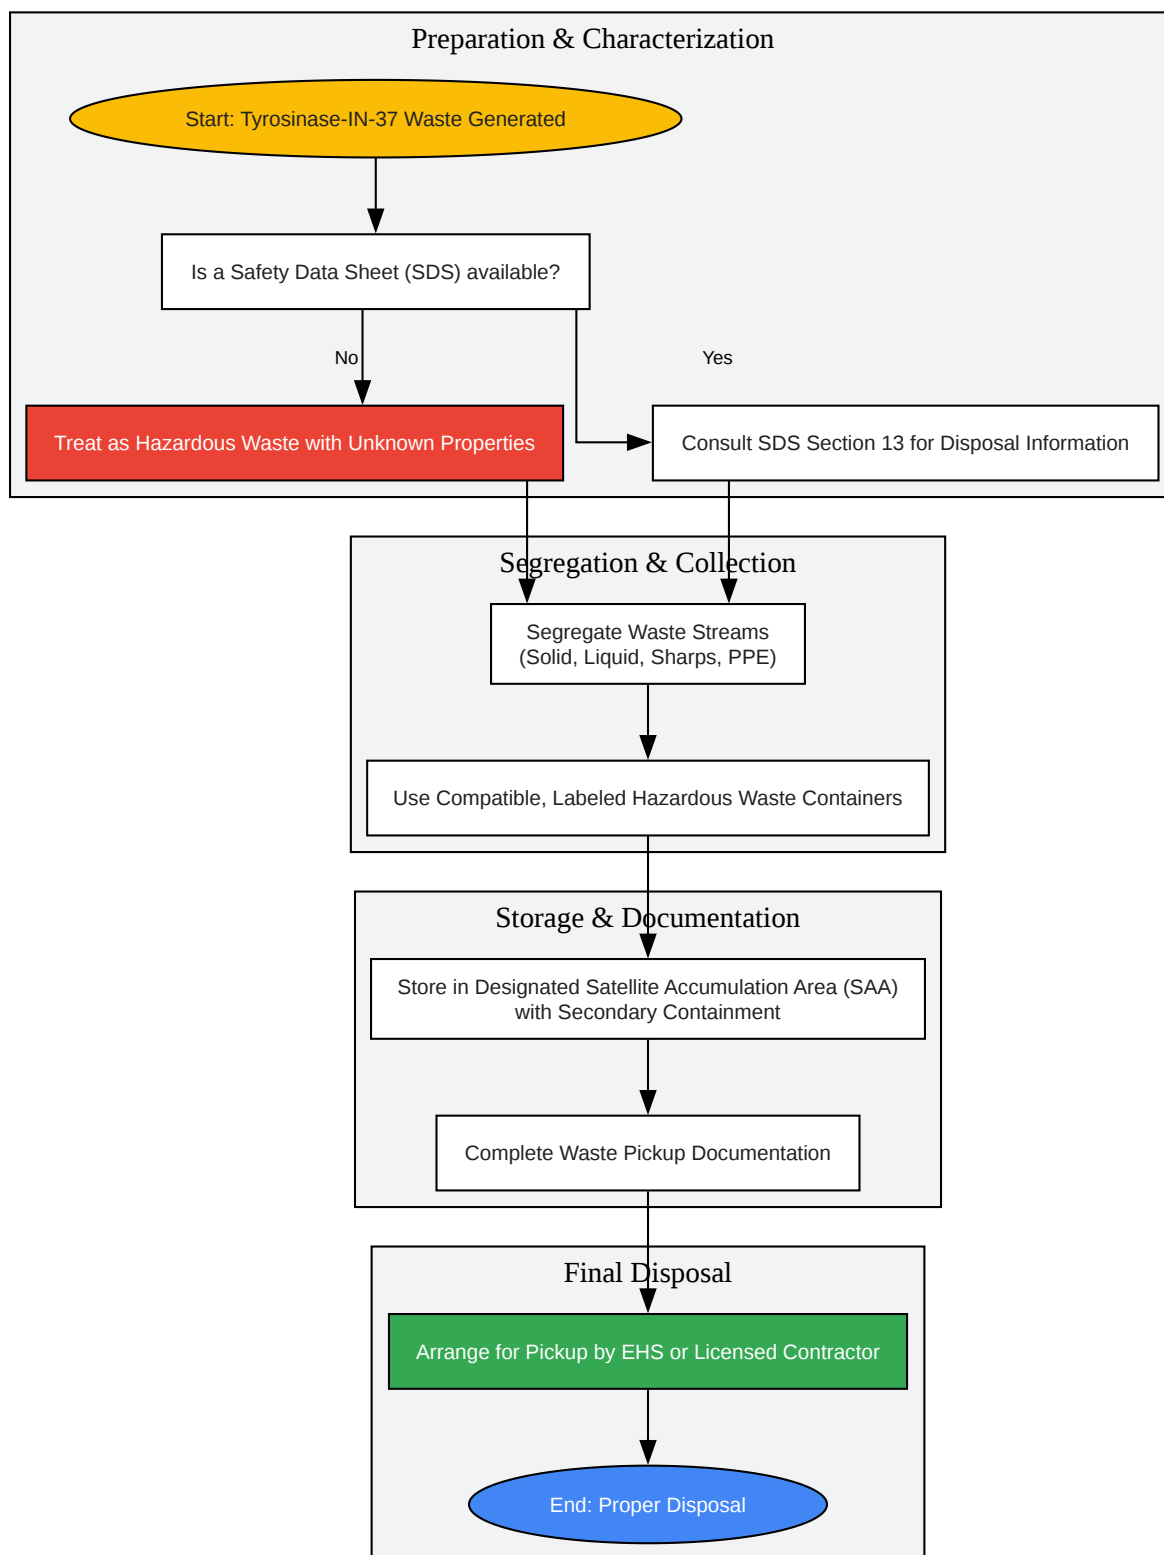 Preparation & Characterization
Start: Tyrosinase-IN-37 Waste Generated
Is a Safety Data Sheet (SDS) available?
No
Yes
Treat as Hazardous Waste with Unknown Properties
Consult SDS Section 13 for Disposal Information
Segregation & Collection
Segregate Waste Streams
(Solid, Liquid, Sharps, PPE)
Use Compatible, Labeled Hazardous Waste Containers
Storage & Documentation
Store in Designated Satellite Accumulation Area (SAA)
with Secondary Containment
Complete Waste Pickup Documentation
Final Disposal
Arrange for Pickup by EHS or Licensed Contractor
End: Proper Disposal